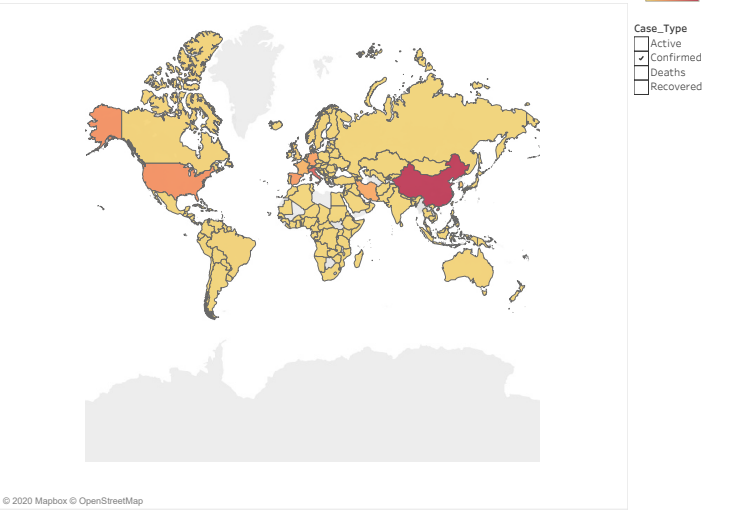 Case_Type
Active
Confirmed
Deaths
Recovered
© 2020 Mapbox © OpenStreetMap